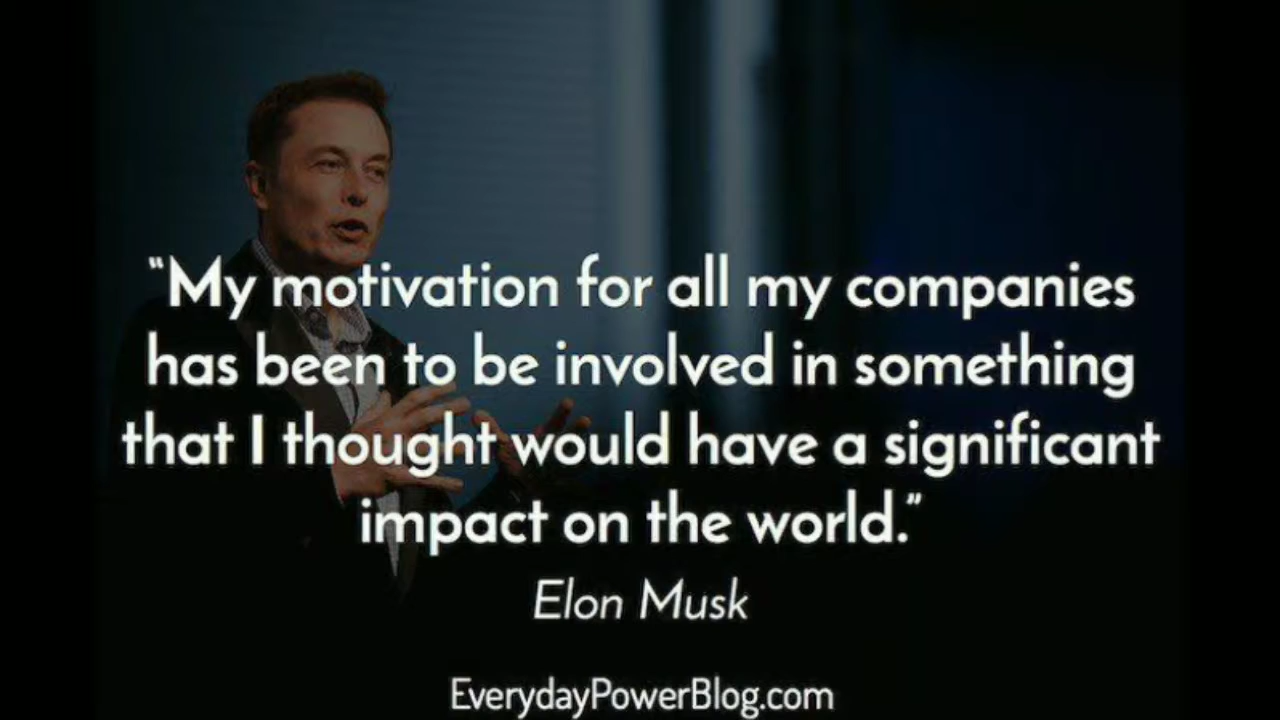 “My motivation for all my companies
has been to be involved in something
that I thought would have a significant
impact on the world.”
Elon Musk
EverydayPowerBlog.com